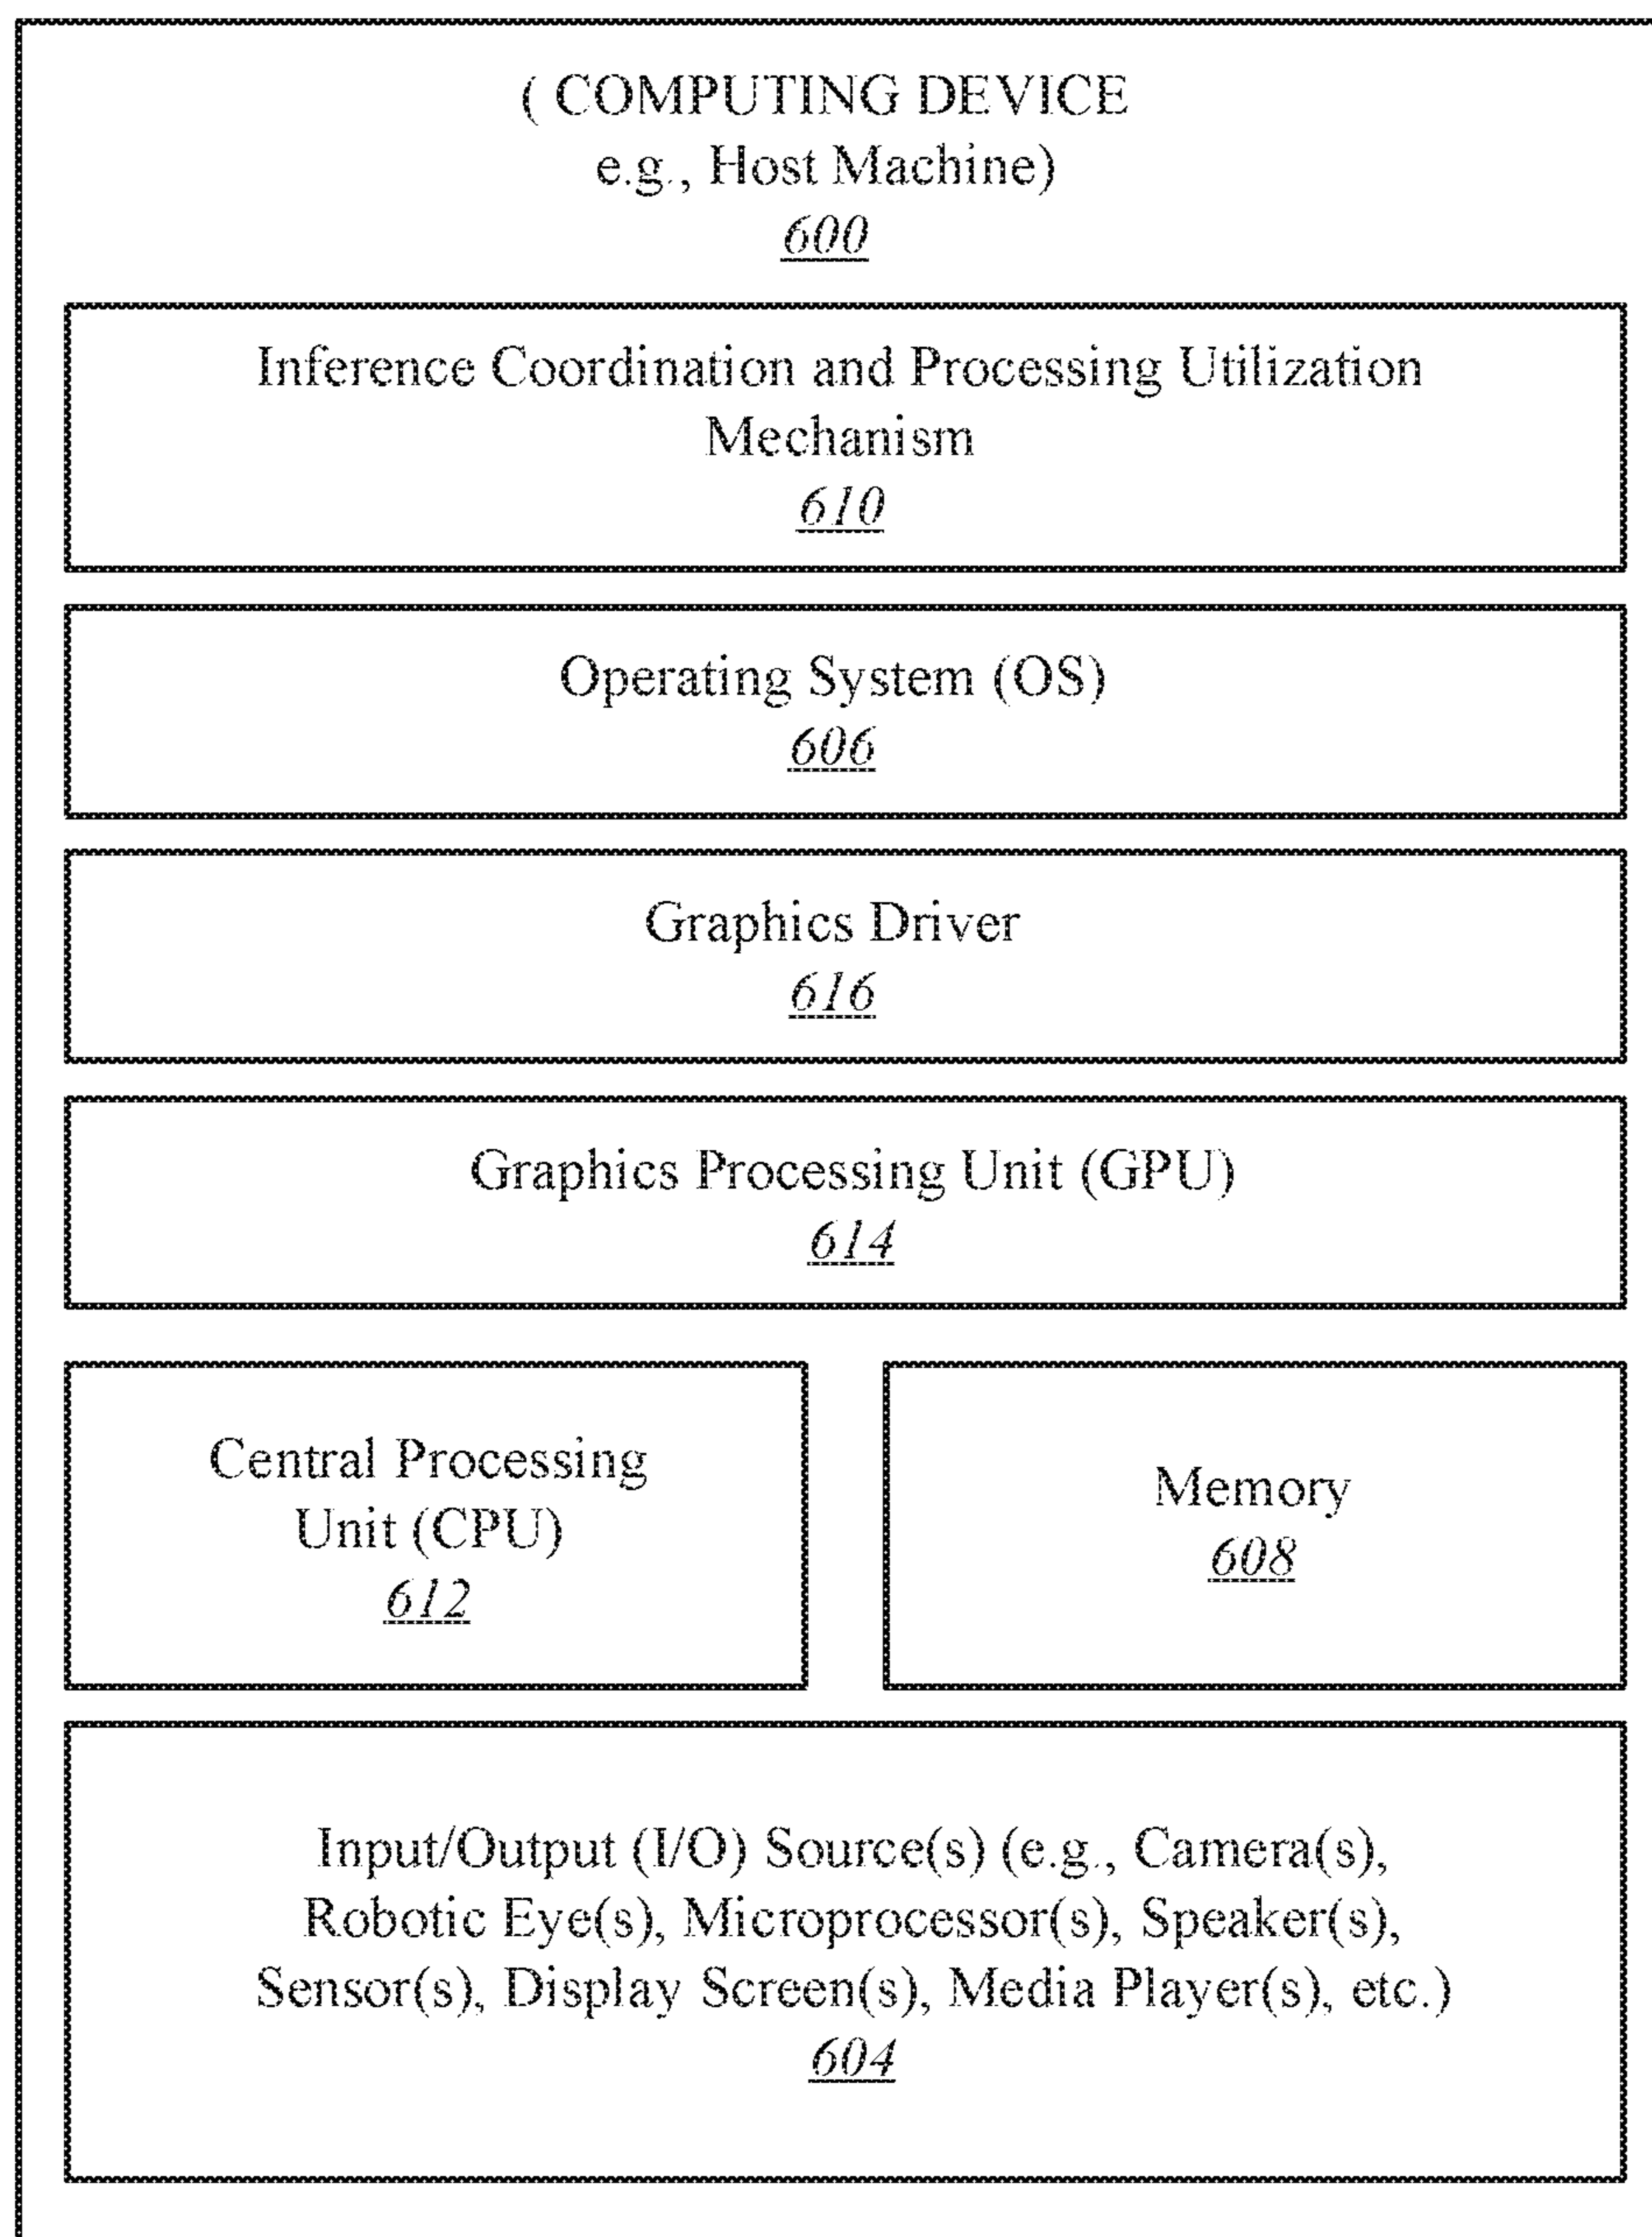 ( COMPUTING DEVICE
e.g., Host Machine)
600
Inference Coordination and Processing Utilization
Mechanism
610
Operating System (OS)
606
Graphics Driver
616
Graphics Processing Unit (GPU)
614
Central Processing
Unit (CPU)
612
Memory
608
Input/Output (I/O) Source(s) (e.g., Camera(s),
Robotic Eye(s), Microprocessor(s), Speaker(s),
Sensor(s), Display Screen(s), Media Player(s), etc.)
604